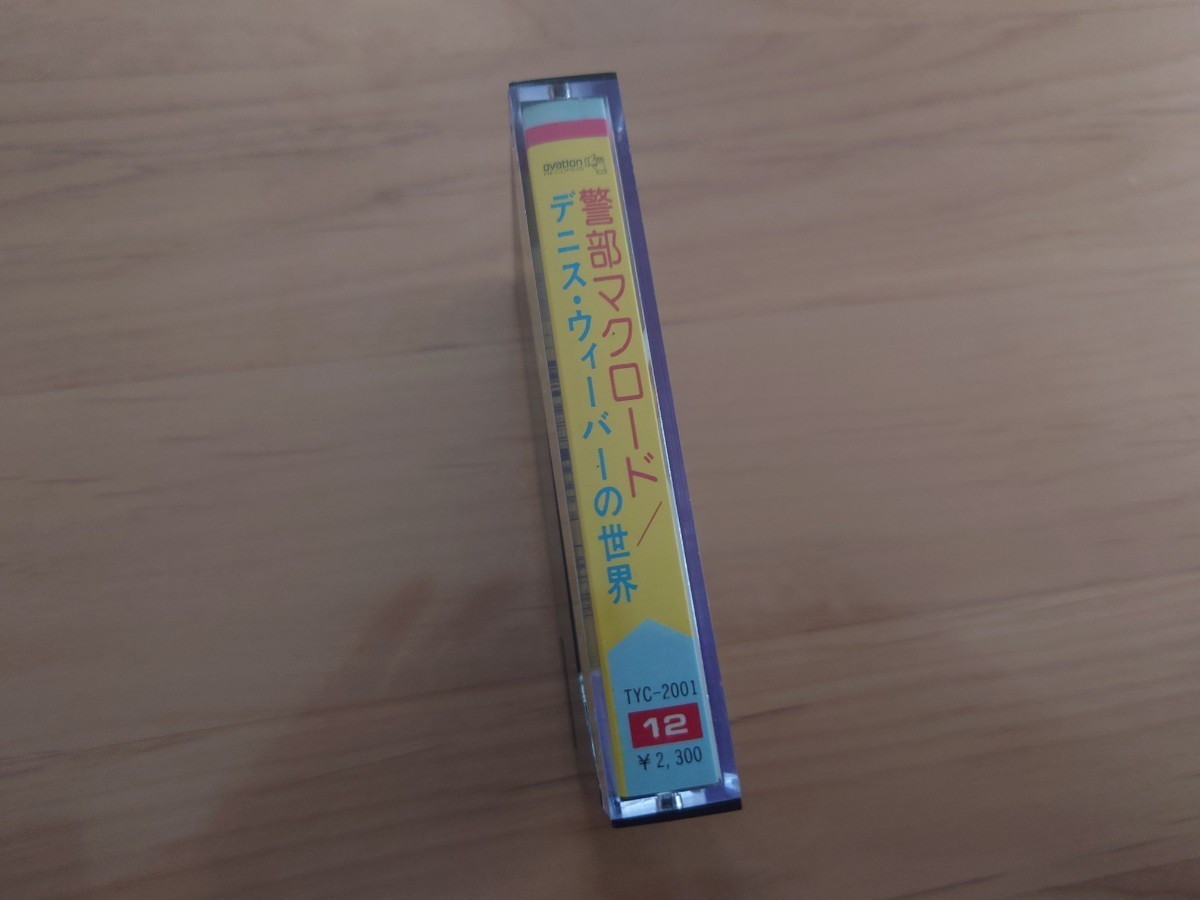 ovation
警部マクロード/
デニス・ウィーバーの世界
TYC-2001
12
¥2,300